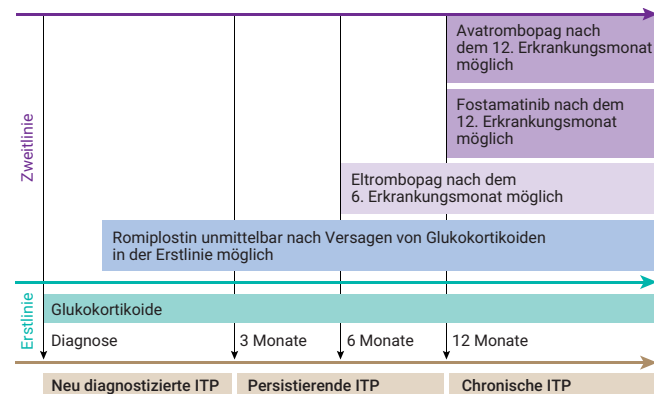 Avatrombopag nach
dem 12. Erkrankungsmonat
möglich
Fostamatinib nach dem
12. Erkrankungsmonat
möglich
Zweitlinie
Eltrombopag nach dem
6. Erkrankungsmonat möglich
Romiplostin unmittelbar nach Versagen von Glukokortikoiden
in der Erstlinie möglich
Erstlinie
Glukokortikoide
Diagnose
3 Monate
6 Monate
12 Monate
Neu diagnostizierte ITP
Persistierende ITP
Chronische ITP